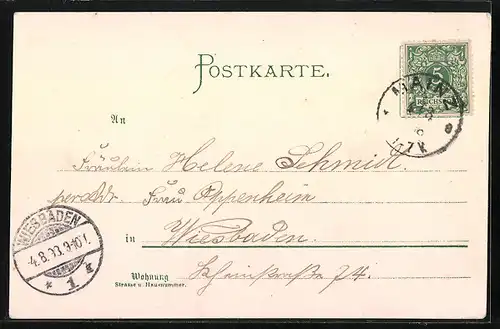 POSTKARTE.
5
REICHSPOST
MAINZ
An
Fräulein Helene Schmidt
per Adr. Frau Oppenheim
in Wiesbaden.
Wohnung
Strasse u. Hausnummer.
Rheinstraße 74.
WIESBADEN
4.8.99.9-10V.
* 1 *